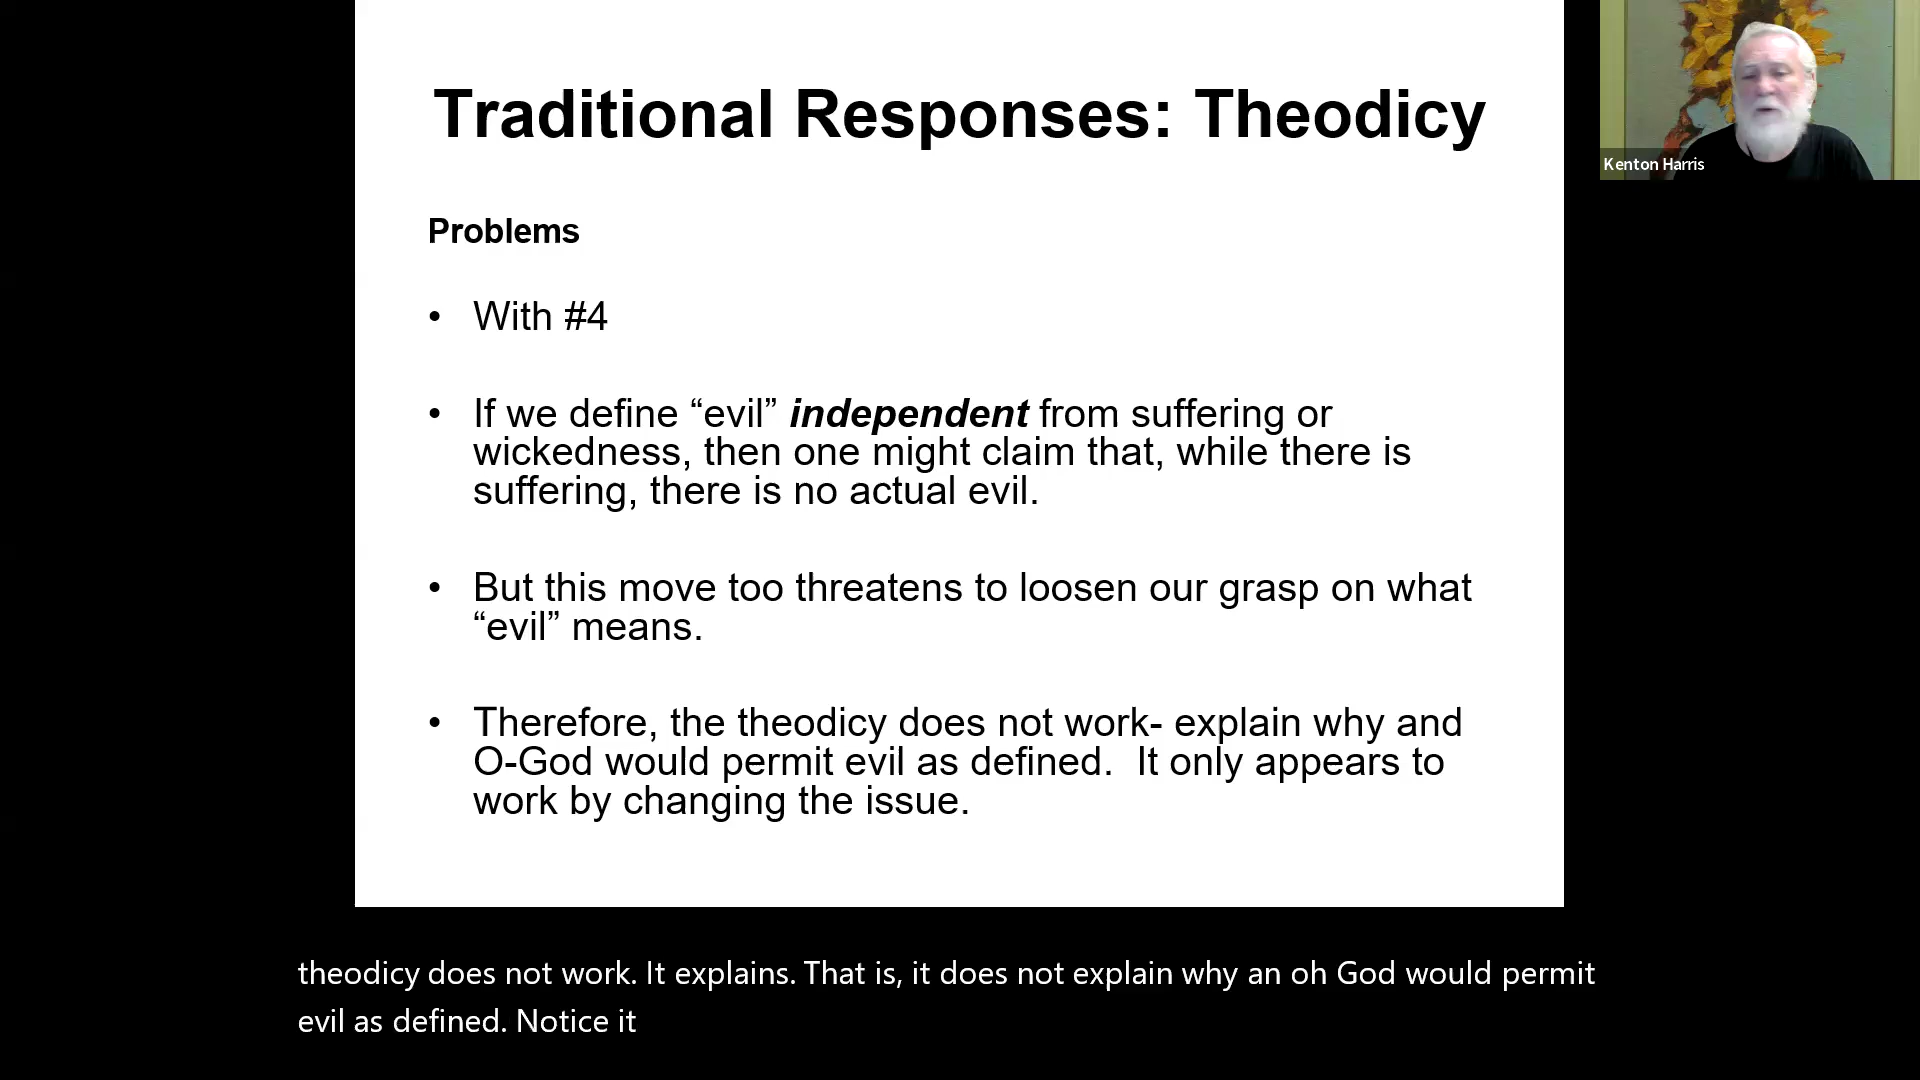 Traditional Responses: Theodicy
Kenton Harris
Problems
• With #4
• If we define “evil” independent from suffering or
wickedness, then one might claim that, while there is
suffering, there is no actual evil.
• But this move too threatens to loosen our grasp on what
“evil” means.
• Therefore, the theodicy does not work- explain why and
O-God would permit evil as defined.  It only appears to
work by changing the issue.
theodicy does not work. It explains. That is, it does not explain why an oh God would permit
evil as defined. Notice it